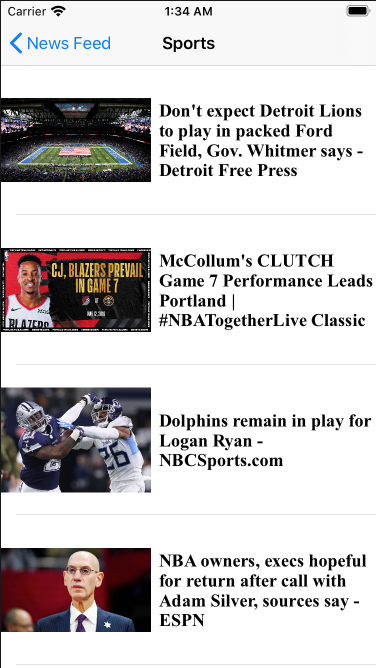 Carrier 1:34 AM
News Feed Sports
Don't expect Detroit Lions
to play in packed Ford
Field, Gov. Whitmer says -
Detroit Free Press
CJ, BLAZERS PREVAIL
IN GAME 7
BLAZERS
McCollum's CLUTCH
Game 7 Performance Leads
Portland |
#NBATogetherLive Classic
26
Dolphins remain in play for
Logan Ryan -
NBCSports.com
NBA owners, execs hopeful
for return after call with
Adam Silver, sources say -
ESPN